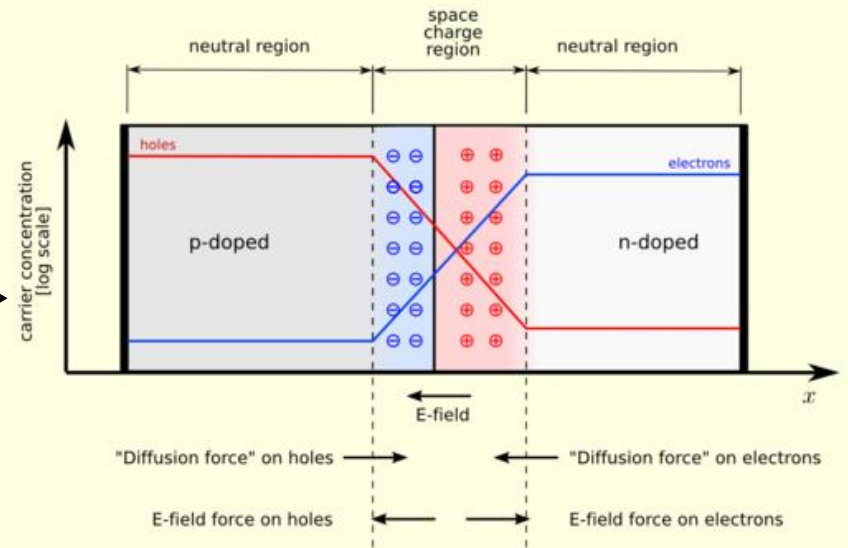 space
charge
region
neutral region
neutral region
holes
electrons
p-doped
n-doped
carrier concentration
[log scale]
x
E-field
"Diffusion force" on holes
"Diffusion force" on electrons
E-field force on holes
E-field force on electrons